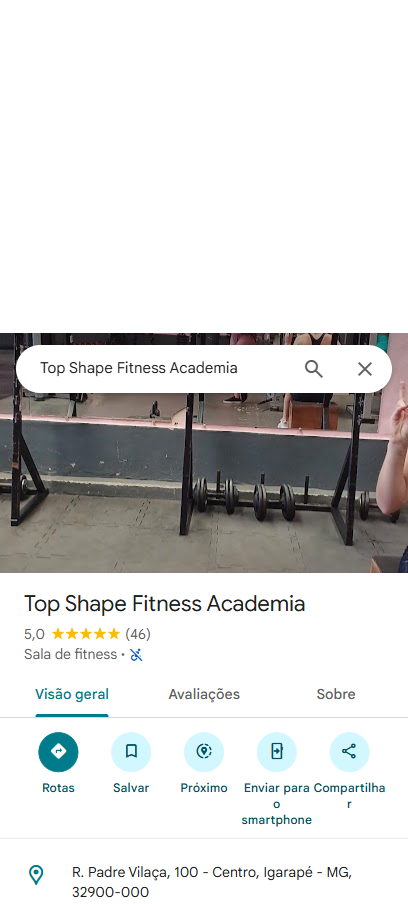 Top Shape Fitness Academia
Top Shape Fitness Academia
5,0 (46)
Sala de fitness ·
Visão geral
Avaliações
Sobre
Rotas
Salvar
Próximo
Enviar para
o
smartphone
Compartilha
r
R. Padre Vilaça, 100 - Centro, Igarapé - MG,
32900-000